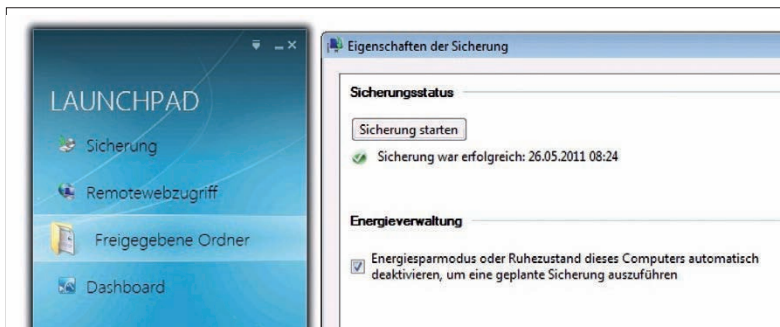 LAUNCHPAD
Sicherung
Remotewebzugriff
Freigegebene Ordner
Dashboard
Eigenschaften der Sicherung
Sicherungsstatus
Sicherung starten
Sicherung war erfolgreich: 26.05.2011 08:24
Energieverwaltung
Energiesparmodus oder Ruhezustand dieses Computers automatisch
deaktivieren, um eine geplante Sicherung auszuführen